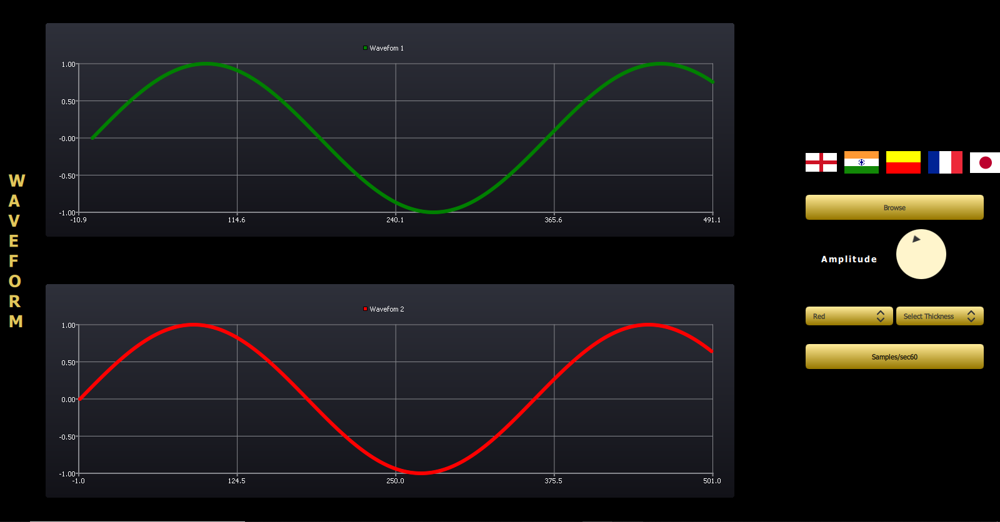 W
A
V
E
F
O
R
M
Wavefom 1
1.00
0.50
-0.00
-0.50
-1.00
-10.9 114.6 240.1 365.6 491.1
Wavefom 2
1.00
0.50
0.00
-0.50
-1.00
-1.0 124.5 250.0 375.5 501.0
Browse
Amplitude
Red Select Thickness
Samples/sec60